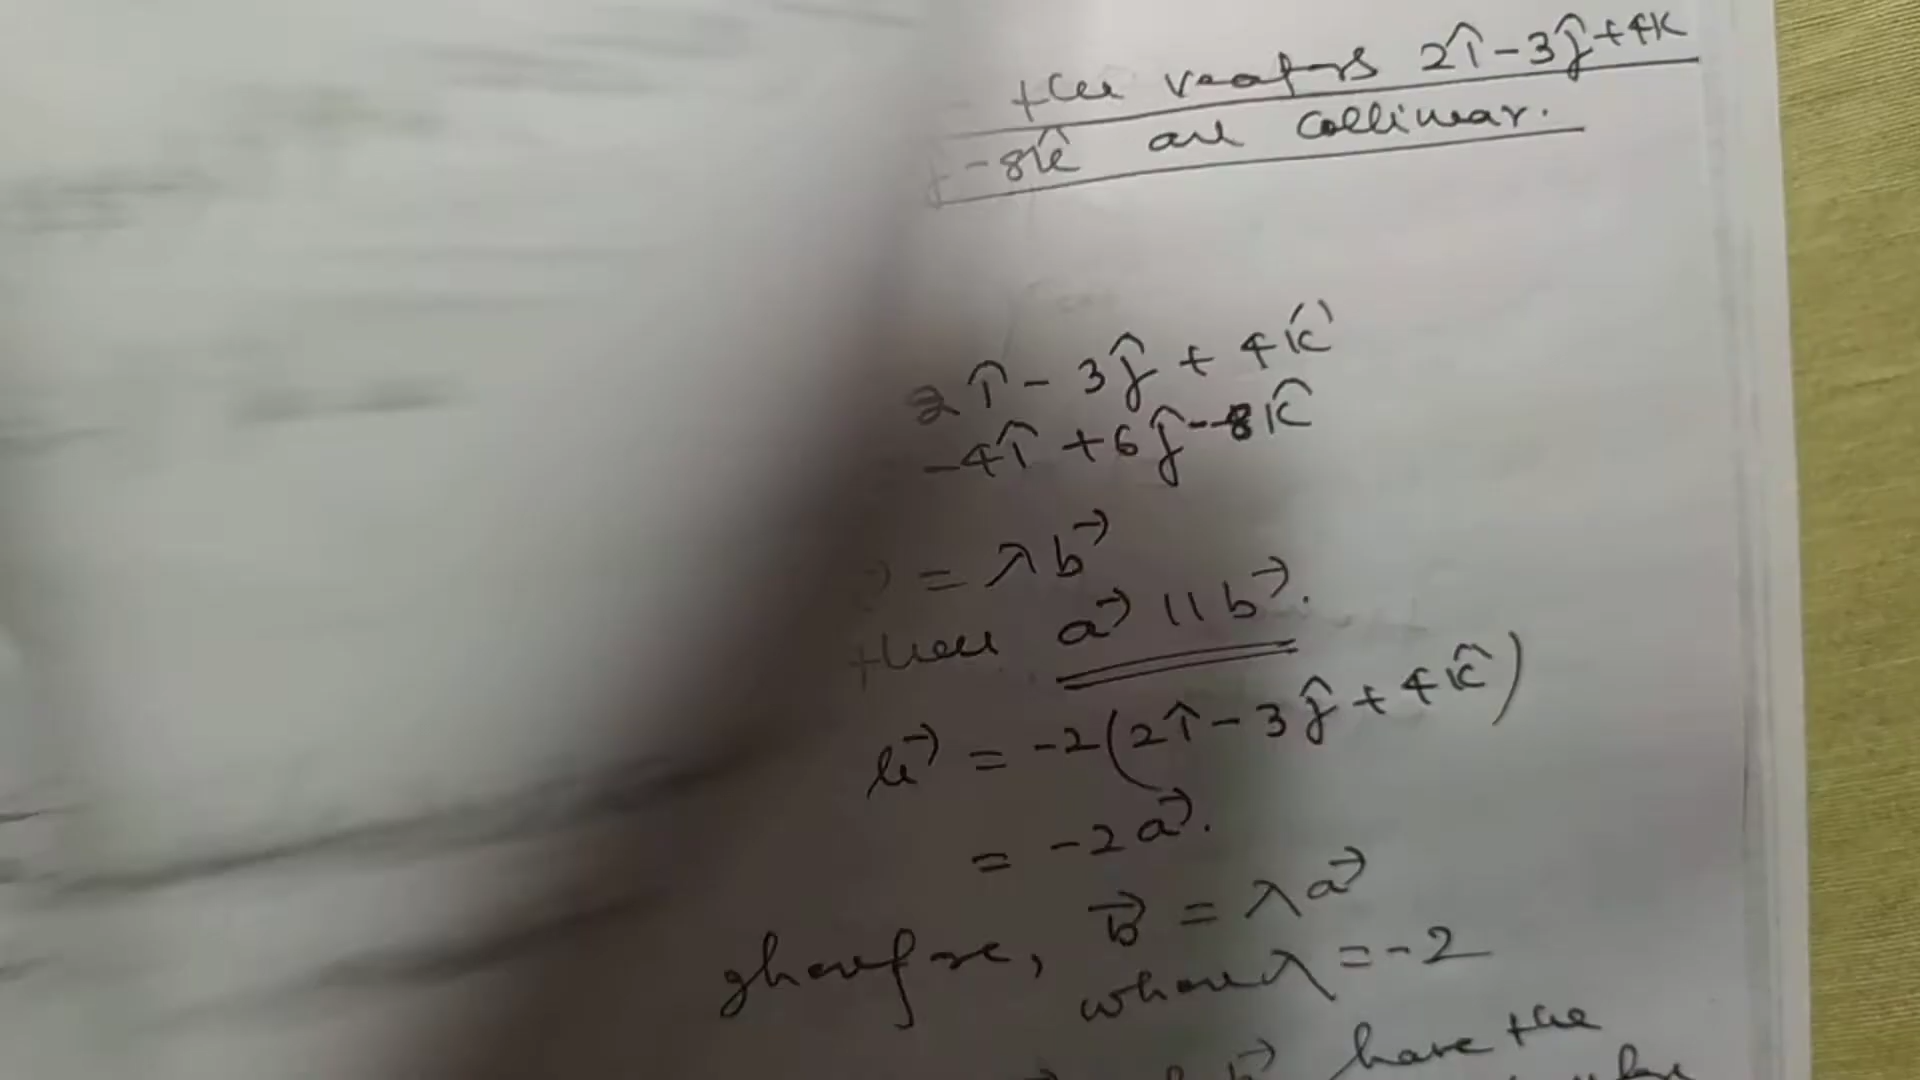 the vectors 2î - 3ĵ + 4k
ĵ - 8k̂ are collinear.
2î - 3ĵ + 4k̂
-4î + 6ĵ - 8k̂
= λb⃗
then a⃗ || b⃗.
= -2(2î - 3ĵ + 4k̂)
= -2a⃗.
Therefore, b⃗ = λa⃗
where λ = -2
b⃗ have the